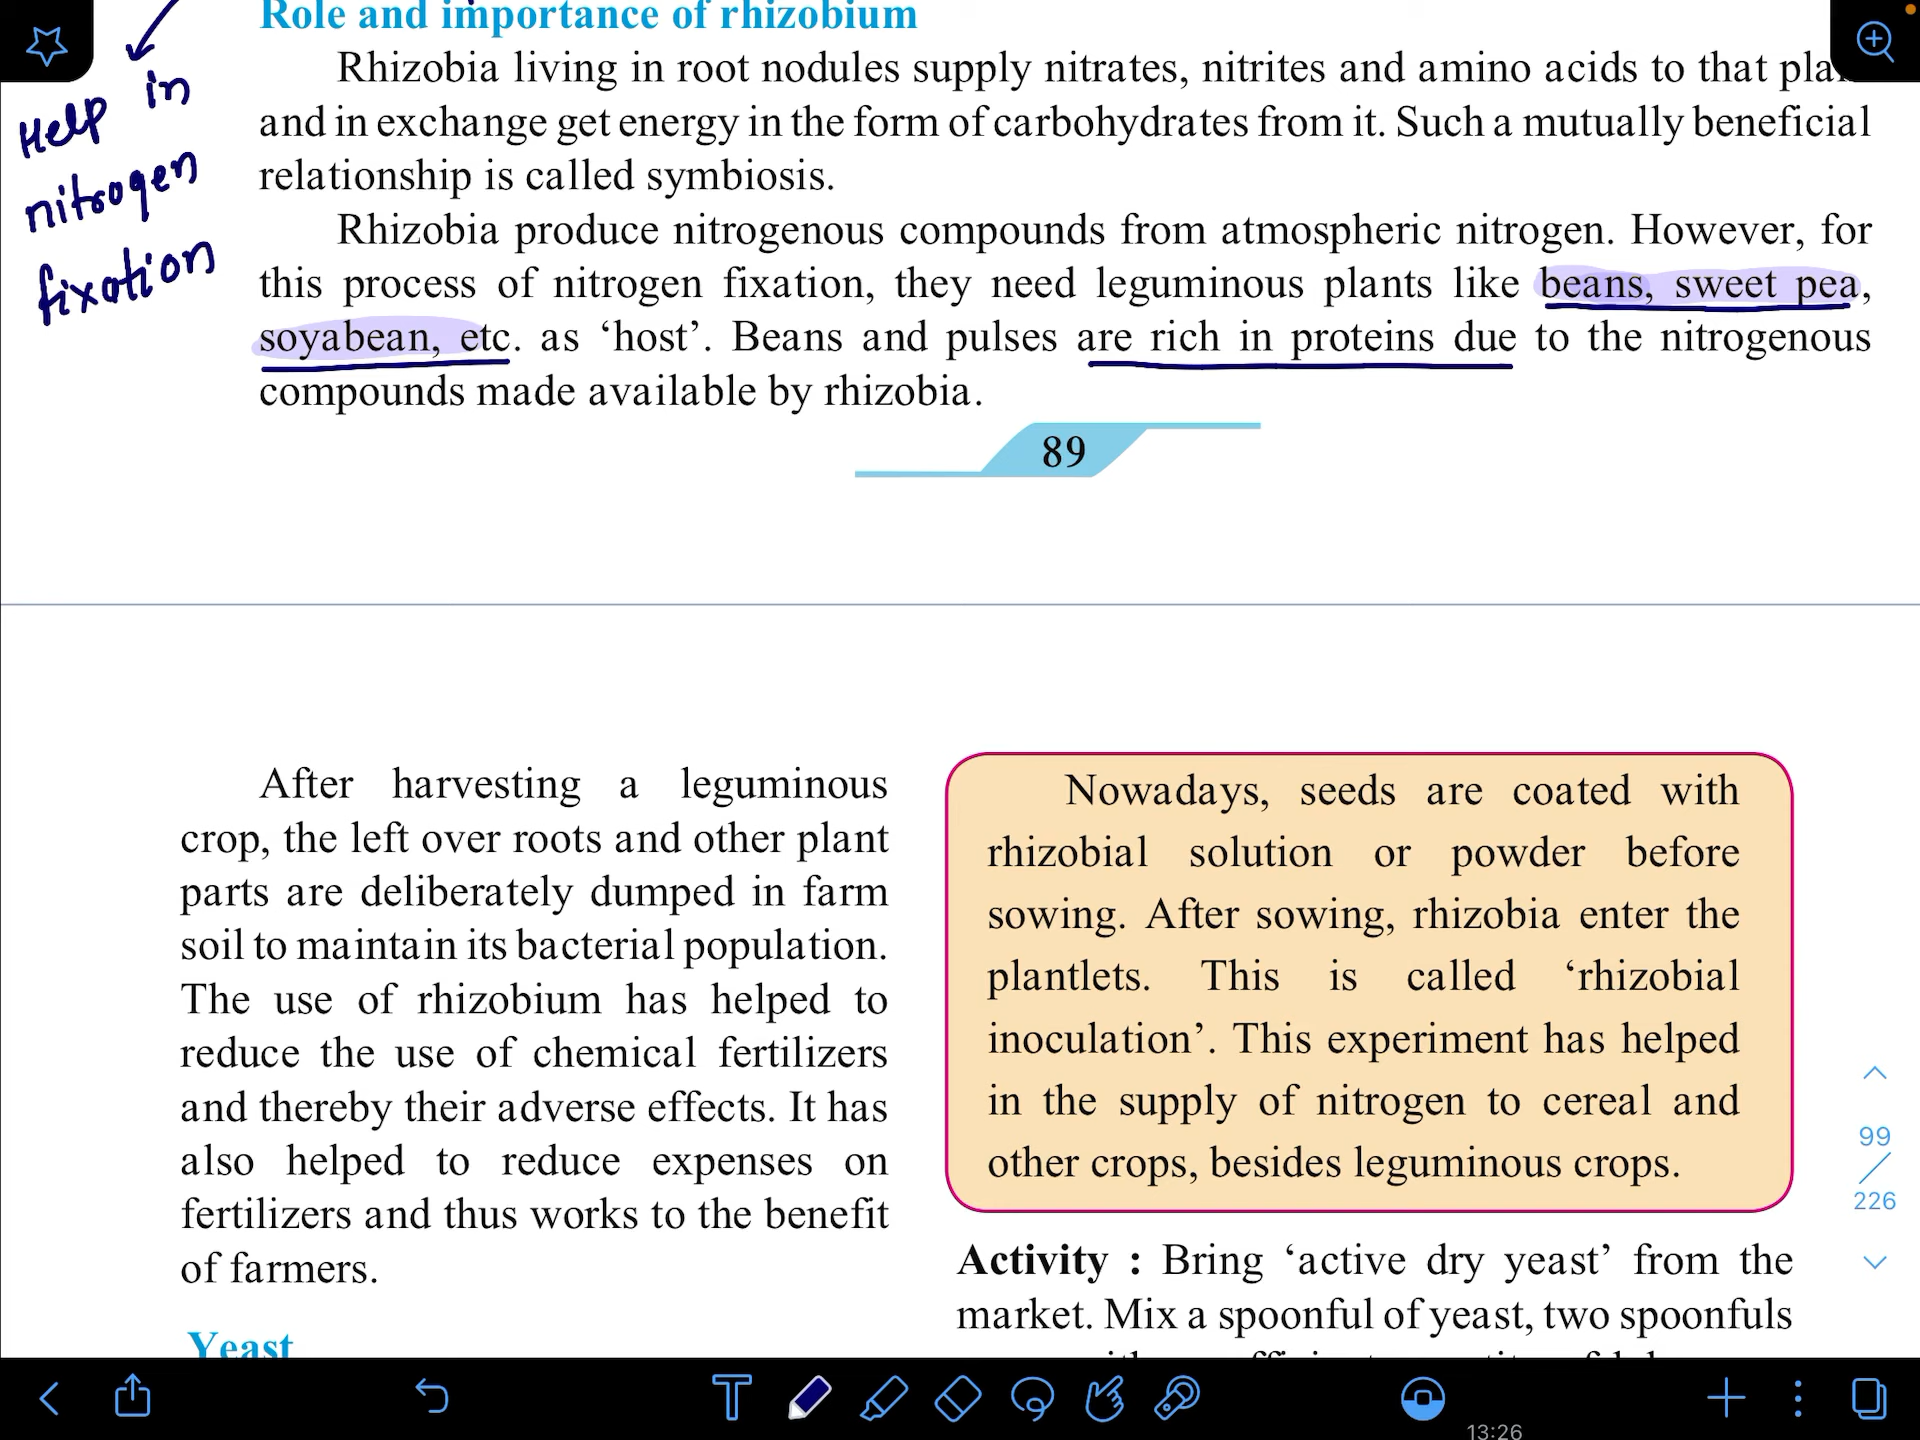 Role and importance of rhizobium
Help in
nitrogen
fixation
Rhizobia living in root nodules supply nitrates, nitrites and amino acids to that
and in exchange get energy in the form of carbohydrates from it. Such a mutually beneficial
relationship is called symbiosis.
Rhizobia produce nitrogenous compounds from atmospheric nitrogen. However, for
this process of nitrogen fixation, they need leguminous plants like beans, sweet pea,
soyabean, etc. as ‘host’. Beans and pulses are rich in proteins due to the nitrogenous
compounds made available by rhizobia.
89
After harvesting a leguminous
crop, the left over roots and other plant
parts are deliberately dumped in farm
soil to maintain its bacterial population.
The use of rhizobium has helped to
reduce the use of chemical fertilizers
and thereby their adverse effects. It has
also helped to reduce expenses on
fertilizers and thus works to the benefit
of farmers.
Yeast
Nowadays, seeds are coated with
rhizobial solution or powder before
sowing. After sowing, rhizobia enter the
plantlets. This is called ‘rhizobial
inoculation’. This experiment has helped
in the supply of nitrogen to cereal and
other crops, besides leguminous crops.
Activity : Bring ‘active dry yeast’ from the
market. Mix a spoonful of yeast, two spoonfuls
99
/
226
T
13:26